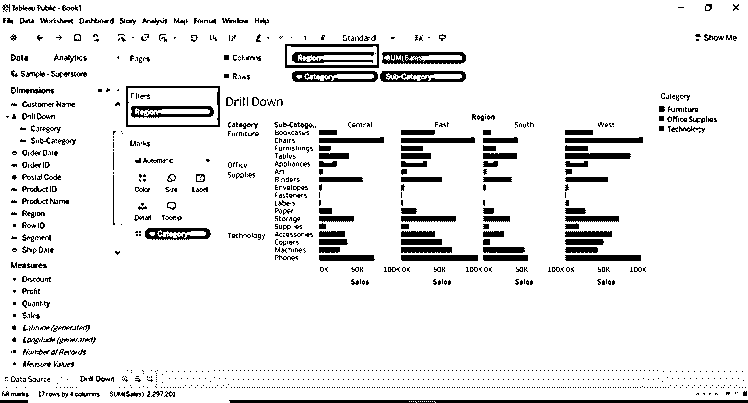 Tableau Public - Book1
File Data Worksheet Dashboard Story Analysis Map Format Window Help
Standard
Show Me
Data Analytics
Pages
Columns
Region
SUM(Sales)
Sample - Superstore
Rows
Category
Sub-Category
Dimensions
Customer Name
Drill Down
Category
Sub-Category
Order Date
Order ID
Postal Code
Product ID
Product Name
Region
Row ID
Segment
Ship Date
Measures
Discount
Profit
Quantity
Sales
Latitude (generated)
Longitude (generated)
Number of Records
Measure Values
Filters
Region
Marks
Automatic
Color Size Label
Detail Tooltip
Category
Drill Down
Region
Category Sub-Catego.. Central East South West
Furniture Bookcases
Chairs
Furnishings
Tables
Office Supplies Appliances
Art
Binders
Envelopes
Fasteners
Labels
Paper
Storage
Supplies
Technology Accessories
Copiers
Machines
Phones
0K 50K 100K 0K 50K 100K 0K 50K 100K 0K 50K 100K
Sales Sales Sales Sales
Category
Furniture
Office Supplies
Technology
Data Source Drill Down
68 marks 17 rows by 4 columns SUM(Sales) 2,297,201